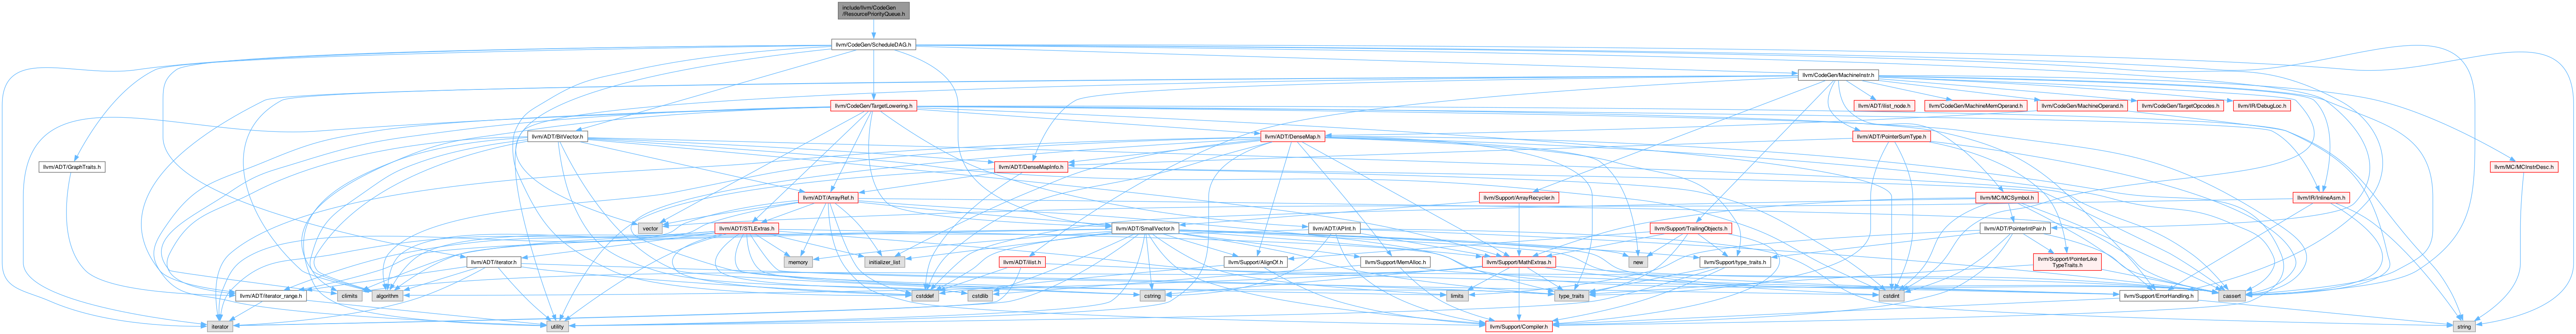 include/llvm/CodeGen
/ResourcePriorityQueue.h
llvm/CodeGen/ScheduleDAG.h
llvm/CodeGen/MachineInstr.h
llvm/CodeGen/TargetLowering.h
llvm/ADT/ilist_node.h
llvm/CodeGen/MachineMemOperand.h
llvm/CodeGen/MachineOperand.h
llvm/CodeGen/TargetOpcodes.h
llvm/IR/DebugLoc.h
llvm/ADT/BitVector.h
llvm/ADT/DenseMap.h
llvm/ADT/PointerSumType.h
llvm/ADT/GraphTraits.h
llvm/ADT/DenseMapInfo.h
llvm/MC/MCInstrDesc.h
llvm/ADT/ArrayRef.h
llvm/Support/ArrayRecycler.h
llvm/MC/MCSymbol.h
llvm/IR/InlineAsm.h
vector
llvm/ADT/STLExtras.h
llvm/ADT/SmallVector.h
llvm/ADT/APInt.h
llvm/Support/TrailingObjects.h
llvm/ADT/PointerIntPair.h
llvm/ADT/iterator.h
memory
initializer_list
llvm/ADT/ilist.h
llvm/Support/AlignOf.h
llvm/Support/MemAlloc.h
llvm/Support/MathExtras.h
new
llvm/Support/type_traits.h
llvm/Support/PointerLike
TypeTraits.h
llvm/ADT/iterator_range.h
climits
algorithm
cstddef
cstdlib
cstring
limits
type_traits
cstdint
llvm/Support/ErrorHandling.h
cassert
iterator
utility
llvm/Support/Compiler.h
string